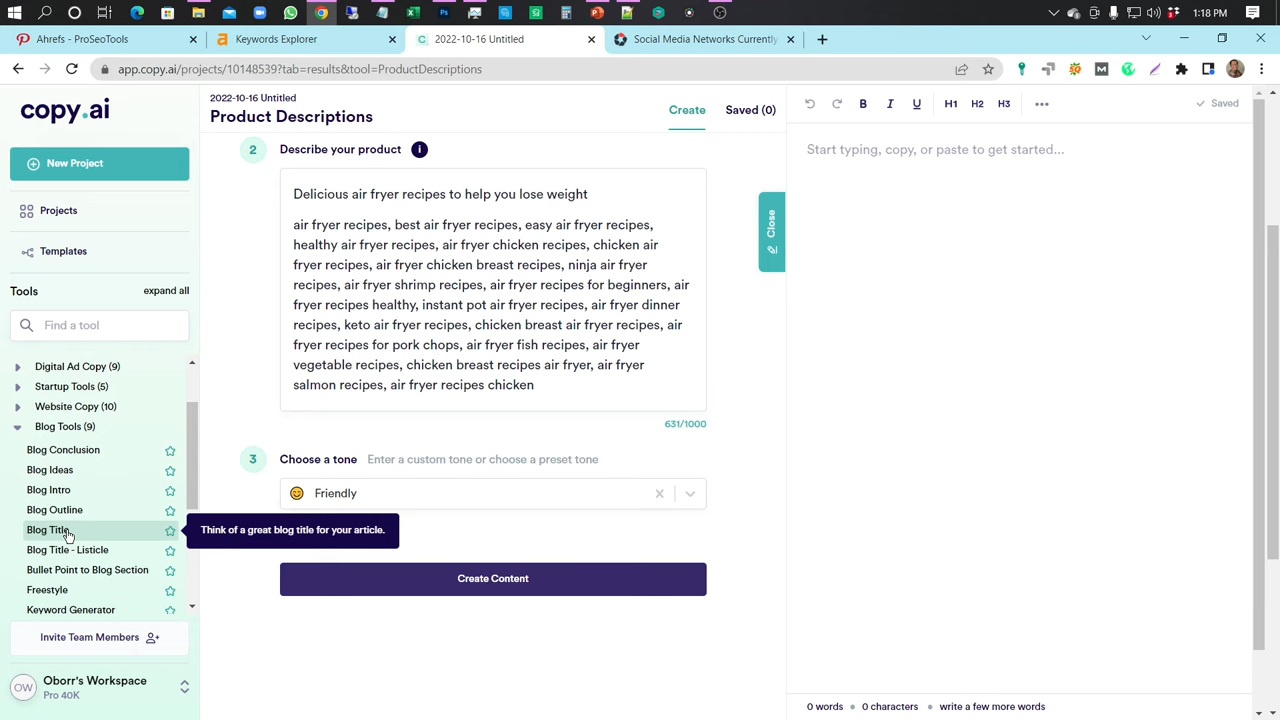 1:18 PM
Ahrefs - ProSeoTools
Keywords Explorer
2022-10-16 Untitled
Social Media Networks Currently
app.copy.ai/projects/10148539?tab=results&tool=ProductDescriptions
copy.ai
2022-10-16 Untitled
Product Descriptions
Create
Saved (0)
B I U H1 H2 H3
Saved
New Project
Projects
Templates
Tools
expand all
Find a tool
Digital Ad Copy (9)
Startup Tools (5)
Website Copy (10)
Blog Tools (9)
Blog Conclusion
Blog Ideas
Blog Intro
Blog Outline
Blog Title
Think of a great blog title for your article.
Blog Title - Listicle
Bullet Point to Blog Section
Freestyle
Keyword Generator
Invite Team Members
OW
Oborr's Workspace
Pro 40K
2
Describe your product
i
Delicious air fryer recipes to help you lose weight
air fryer recipes, best air fryer recipes, easy air fryer recipes,
healthy air fryer recipes, air fryer chicken recipes, chicken air
fryer recipes, air fryer chicken breast recipes, ninja air fryer
recipes, air fryer shrimp recipes, air fryer recipes for beginners, air
fryer recipes healthy, instant pot air fryer recipes, air fryer dinner
recipes, keto air fryer recipes, chicken breast air fryer recipes, air
fryer recipes for pork chops, air fryer fish recipes, air fryer
vegetable recipes, chicken breast recipes air fryer, air fryer
salmon recipes, air fryer recipes chicken
631/1000
3
Choose a tone
Enter a custom tone or choose a preset tone
Friendly
Create Content
Close
Start typing, copy, or paste to get started...
0 words
0 characters
write a few more words